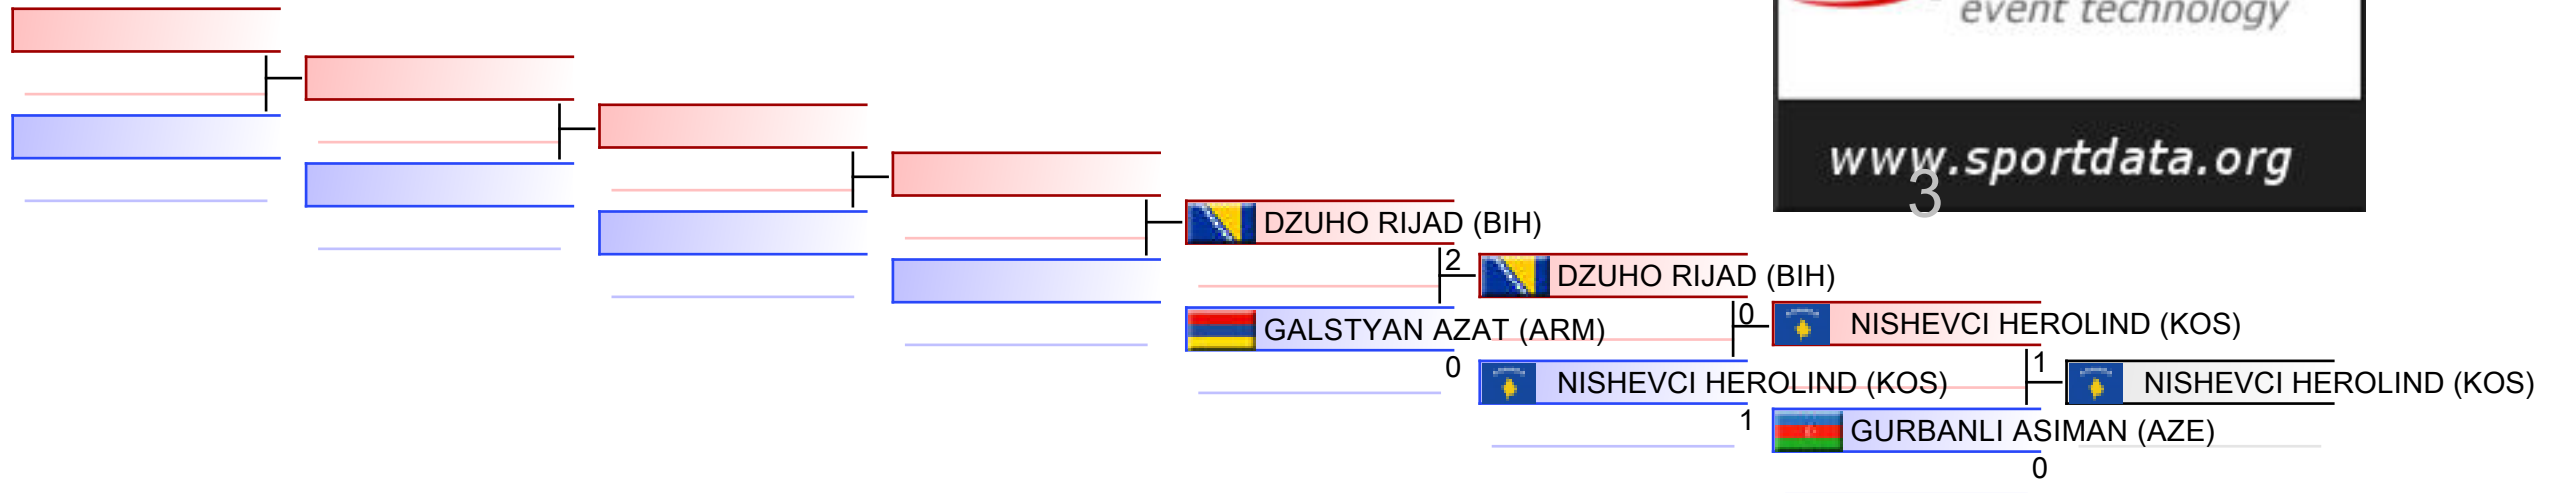 event technology
www.sportdata.org
3
DZUHO RIJAD (BIH)
2
DZUHO RIJAD (BIH)
0
GALSTYAN AZAT (ARM)
0
NISHEVCI HEROLIND (KOS)
1
NISHEVCI HEROLIND (KOS)
1
NISHEVCI HEROLIND (KOS)
GURBANLI ASIMAN (AZE)
0